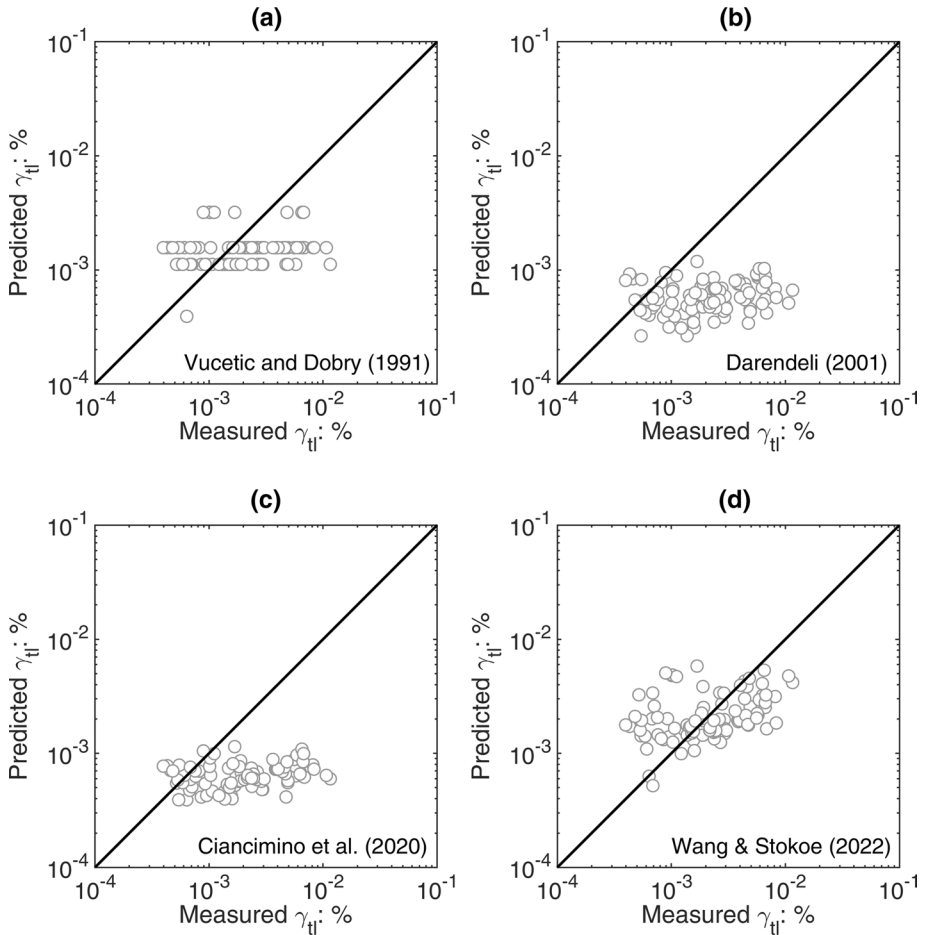 (a)
10⁻¹
10⁻²
10⁻³
10⁻⁴
Predicted γtl: %
Vucetic and Dobry (1991)
10⁻⁴ 10⁻³ 10⁻² 10⁻¹
Measured γtl: %
(b)
10⁻¹
10⁻²
10⁻³
10⁻⁴
Predicted γtl: %
Darendeli (2001)
10⁻⁴ 10⁻³ 10⁻² 10⁻¹
Measured γtl: %
(c)
10⁻¹
10⁻²
10⁻³
10⁻⁴
Predicted γtl: %
Ciancimino et al. (2020)
10⁻⁴ 10⁻³ 10⁻² 10⁻¹
Measured γtl: %
(d)
10⁻¹
10⁻²
10⁻³
10⁻⁴
Predicted γtl: %
Wang & Stokoe (2022)
10⁻⁴ 10⁻³ 10⁻² 10⁻¹
Measured γtl: %